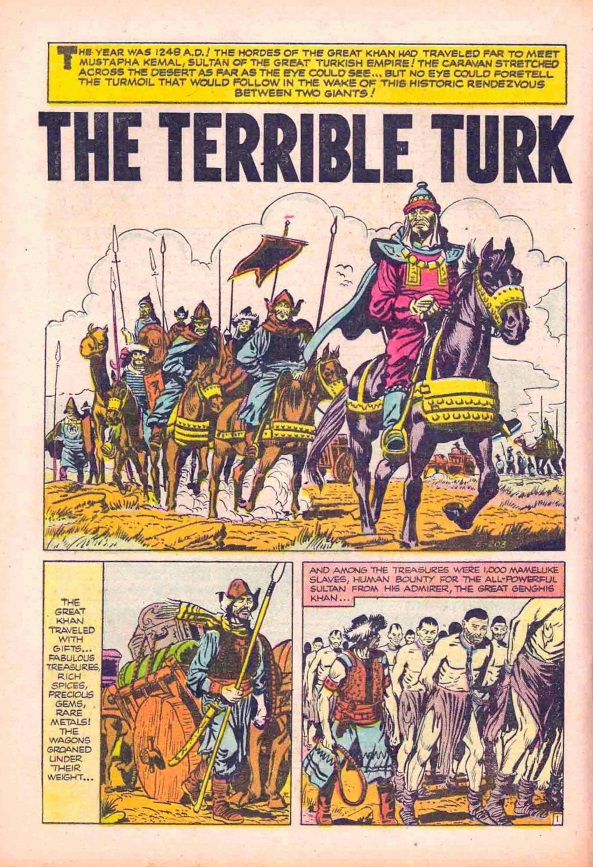 THE YEAR WAS 1248 A.D.! THE HORDES OF THE GREAT KHAN HAD TRAVELED FAR TO MEET
MUSTAPHA KEMAL, SULTAN OF THE GREAT TURKISH EMPIRE! THE CARAVAN STRETCHED
ACROSS THE DESERT AS FAR AS THE EYE COULD SEE... BUT NO EYE COULD FORETELL
THE TURMOIL THAT WOULD FOLLOW IN THE WAKE OF THIS HISTORIC RENDEZVOUS
BETWEEN TWO GIANTS!
THE TERRIBLE TURK
THE
GREAT
KHAN
TRAVELED
WITH
GIFTS...
FABULOUS
TREASURES,
RICH
SPICES,
PRECIOUS
GEMS,
RARE
METALS!
THE
WAGONS
GROANED
UNDER
THEIR
WEIGHT...
AND AMONG THE TREASURES WERE 1,000 MAMELUKE
SLAVES, HUMAN BOUNTY FOR THE ALL-POWERFUL
SULTAN FROM HIS ADMIRER, THE GREAT GENGHIS
KHAN...
1